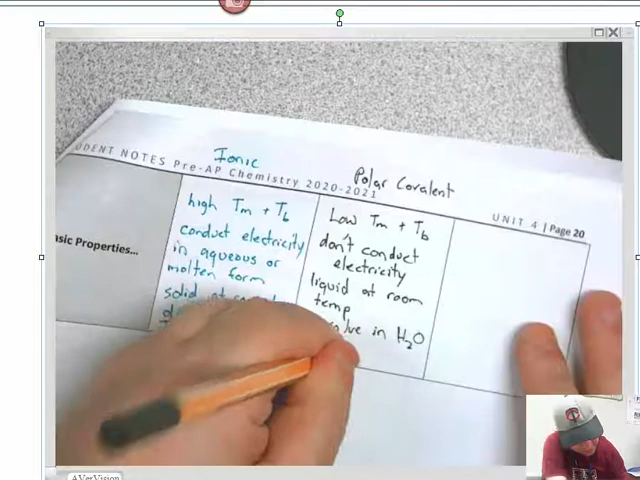 Ionic
Polar Covalent
STUDENT NOTES Pre-AP Chemistry 2020-2021
UNIT 4 | Page 20
Basic Properties...
high Tm + Tb
conduct electricity
in aqueous or
molten form
solid at
Low Tm + Tb
don't conduct
electricity
liquid at room
temp
in H₂O
AVerVision